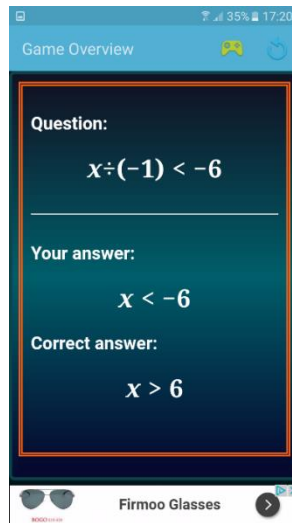 35% 17:20
Game Overview
Question:
x÷(−1) < −6
Your answer:
x < −6
Correct answer:
x > 6
Firmoo Glasses